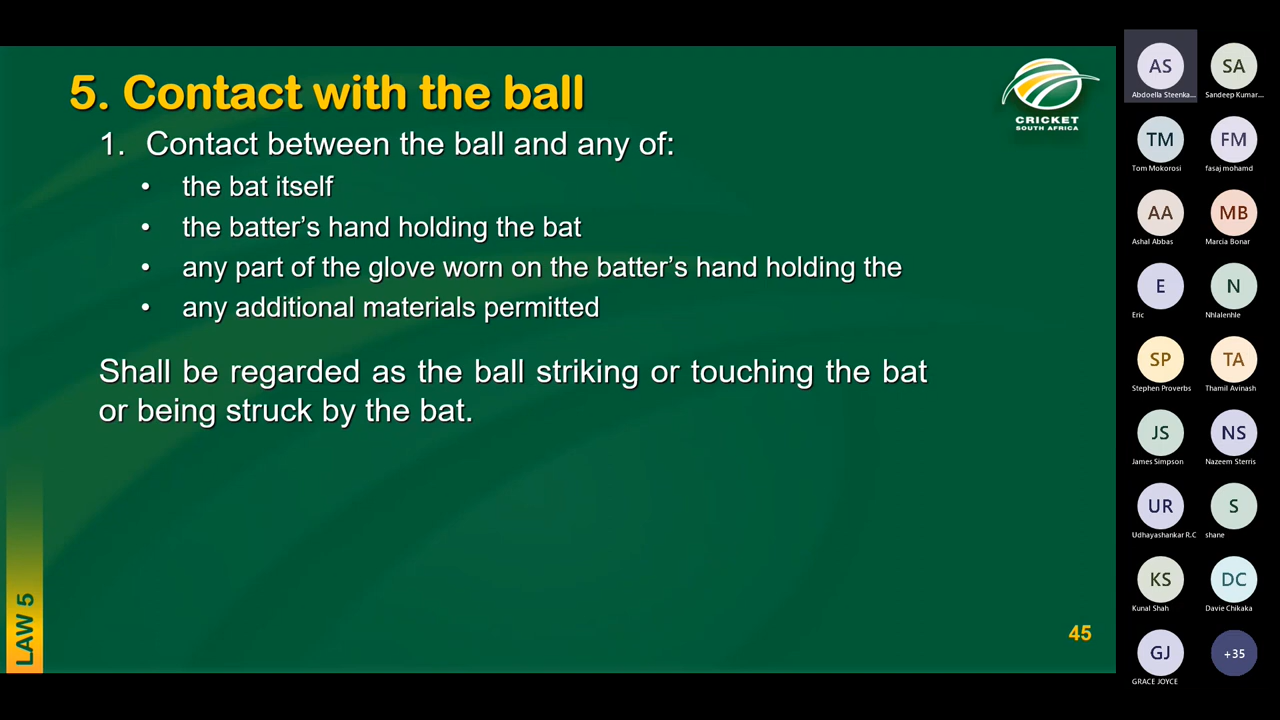 5. Contact with the ball
1. Contact between the ball and any of:
• the bat itself
• the batter’s hand holding the bat
• any part of the glove worn on the batter’s hand holding the
• any additional materials permitted
Shall be regarded as the ball striking or touching the bat
or being struck by the bat.
LAW 5
45
CRICKET
SOUTH AFRICA
AS
Abdoella Steenka...
SA
Sandeep Kumar...
TM
Tom Mokorosi
FM
fasaj mohamd
AA
Ashal Abbas
MB
Marcia Bonar
E
Eric
N
Nhlalenhle
SP
Stephen Proverbs
TA
Thamil Avinash
JS
James Simpson
NS
Nazeem Sterris
UR
Udhayashankar R.C
S
shane
KS
Kunal Shah
DC
Davie Chikaka
GJ
GRACE JOYCE
+35